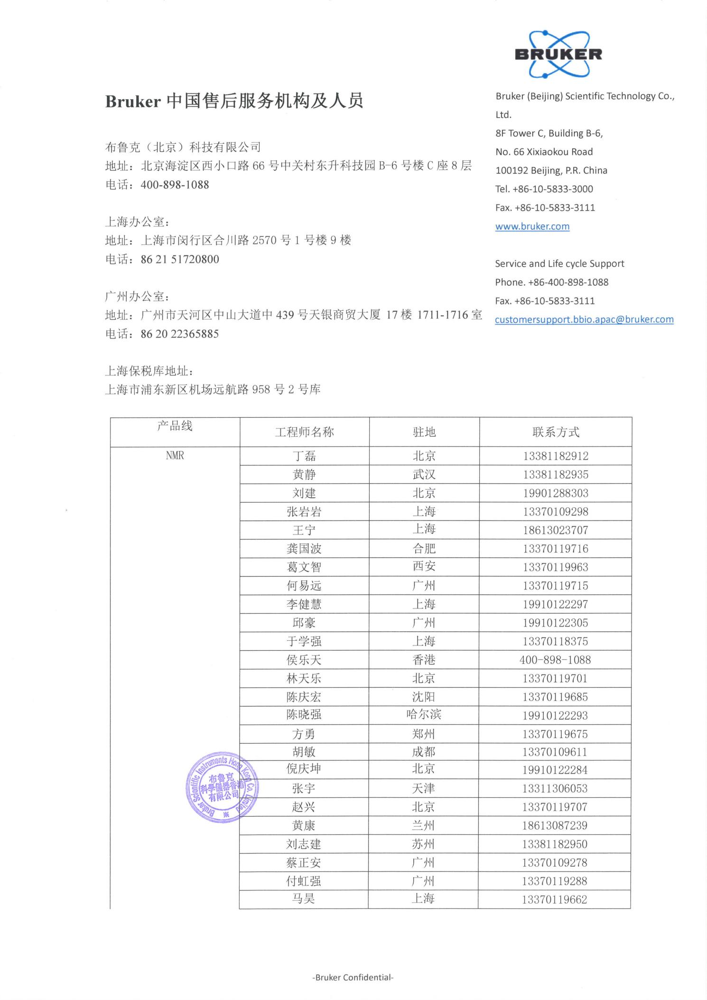 BRUKER
Bruker 中国售后服务机构及人员
布鲁克（北京）科技有限公司
地址：北京海淀区西小口路 66 号中关村东升科技园 B-6 号楼 C 座 8 层
电话：400-898-1088
上海办公室：
地址：上海市闵行区合川路 2570 号 1 号楼 9 楼
电话：86 21 51720800
广州办公室：
地址：广州市天河区中山大道中 439 号天银商贸大厦 17 楼 1711-1716 室
电话：86 20 22365885
上海保税库地址：
上海市浦东新区机场远航路 958 号 2 号库
Bruker (Beijing) Scientific Technology Co.,
Ltd.
8F Tower C, Building B-6,
No. 66 Xixiaokou Road
100192 Beijing, P.R. China
Tel. +86-10-5833-3000
Fax. +86-10-5833-3111
www.bruker.com
Service and Life cycle Support
Phone. +86-400-898-1088
Fax. +86-10-5833-3111
customersupport.bbio.apac@bruker.com
产品线 工程师名称 驻地 联系方式
NMR 丁磊 北京 13381182912
黄静 武汉 13381182935
刘建 北京 19901288303
张岩岩 上海 13370109298
王宁 上海 18613023707
龚国波 合肥 13370119716
葛文智 西安 13370119963
何易远 广州 13370119715
李健慧 上海 19910122297
邱豪 广州 19910122305
于学强 上海 13370118375
侯乐天 香港 400-898-1088
林天乐 北京 13370119701
陈庆宏 沈阳 13370119685
陈晓强 哈尔滨 19910122293
方勇 郑州 13370119675
胡敏 成都 13370109611
倪庆坤 北京 19910122284
张宇 天津 13311306053
赵兴 北京 13370119707
黄康 兰州 18613087239
刘志建 苏州 13381182950
蔡正安 广州 13370109278
付虹强 广州 13370119288
马昊 上海 13370119662
Bruker Scientific Instruments Hong Kong Co. Limited
布魯克
科學儀器香港
有限公司
-Bruker Confidential-